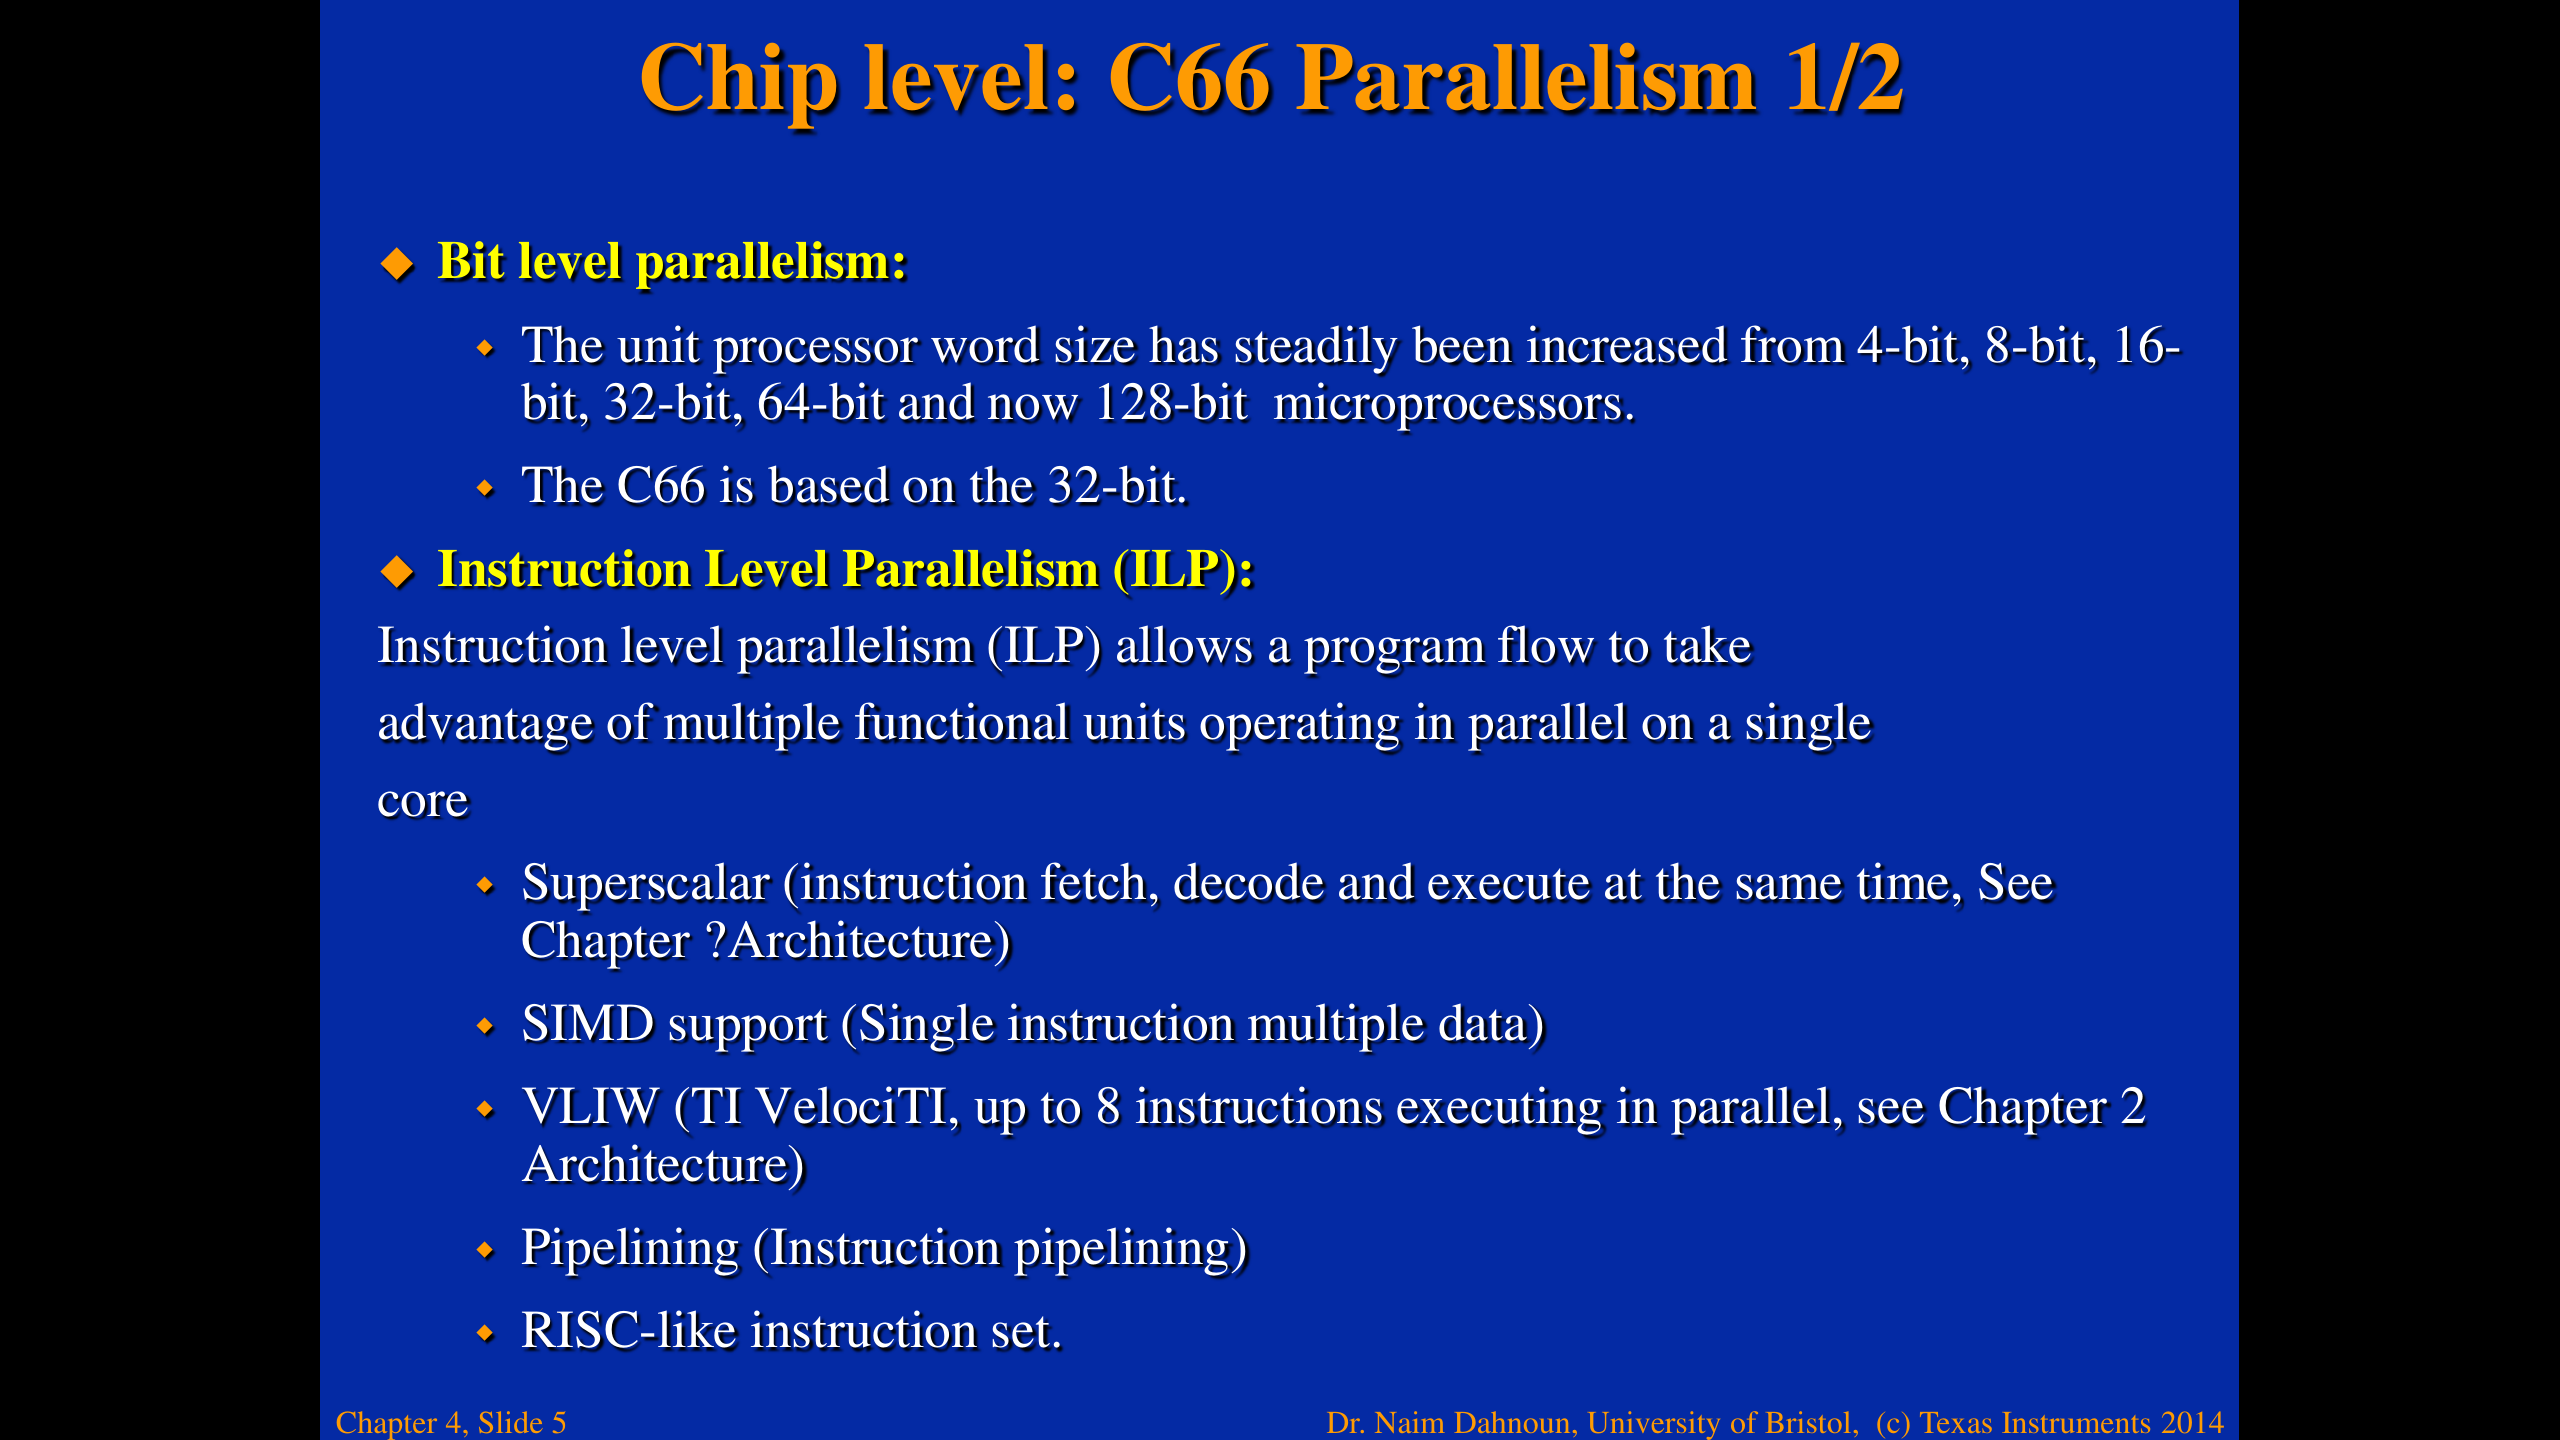 Chip level: C66 Parallelism 1/2
Bit level parallelism:
The unit processor word size has steadily been increased from 4-bit, 8-bit, 16-
bit, 32-bit, 64-bit and now 128-bit  microprocessors.
The C66 is based on the 32-bit.
Instruction Level Parallelism (ILP):
Instruction level parallelism (ILP) allows a program flow to take
advantage of multiple functional units operating in parallel on a single
core
Superscalar (instruction fetch, decode and execute at the same time, See
Chapter ?Architecture)
SIMD support (Single instruction multiple data)
VLIW (TI VelociTI, up to 8 instructions executing in parallel, see Chapter 2
Architecture)
Pipelining (Instruction pipelining)
RISC-like instruction set.
Chapter 4, Slide 5
Dr. Naim Dahnoun, University of Bristol,  (c) Texas Instruments 2014